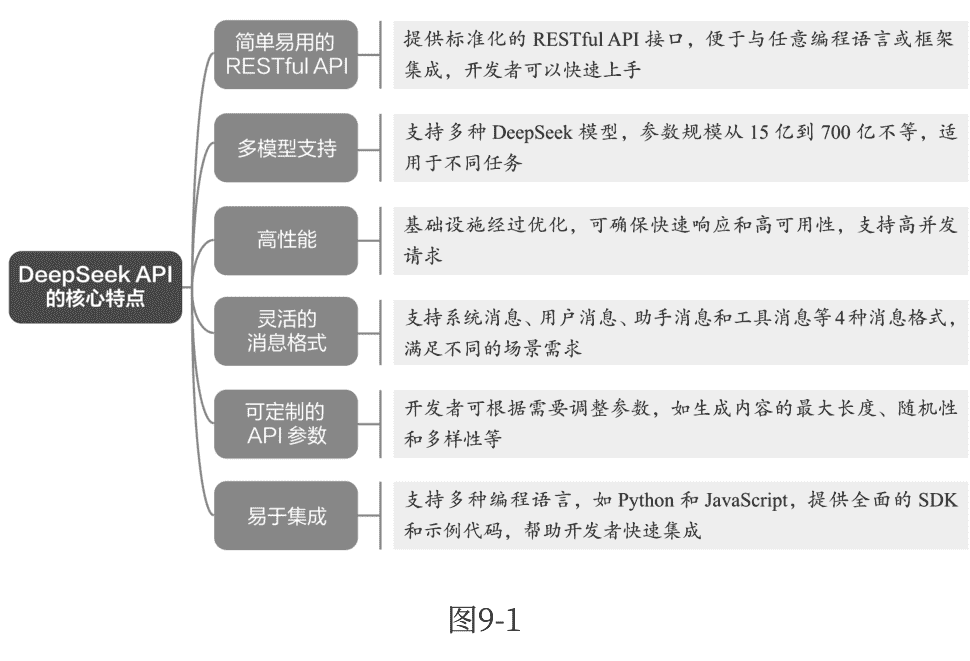 DeepSeek API
的核心特点
简单易用的
RESTful API
提供标准化的 RESTful API 接口，便于与任意编程语言或框架
集成，开发者可以快速上手
多模型支持
支持多种 DeepSeek 模型，参数规模从 15 亿到 700 亿不等，适
用于不同任务
高性能
基础设施经过优化，可确保快速响应和高可用性，支持高并发
请求
灵活的
消息格式
支持系统消息、用户消息、助手消息和工具消息等 4 种消息格式，
满足不同的场景需求
可定制的
API 参数
开发者可根据需要调整参数，如生成内容的最大长度、随机性
和多样性等
易于集成
支持多种编程语言，如 Python 和 JavaScript，提供全面的 SDK
和示例代码，帮助开发者快速集成
图9-1